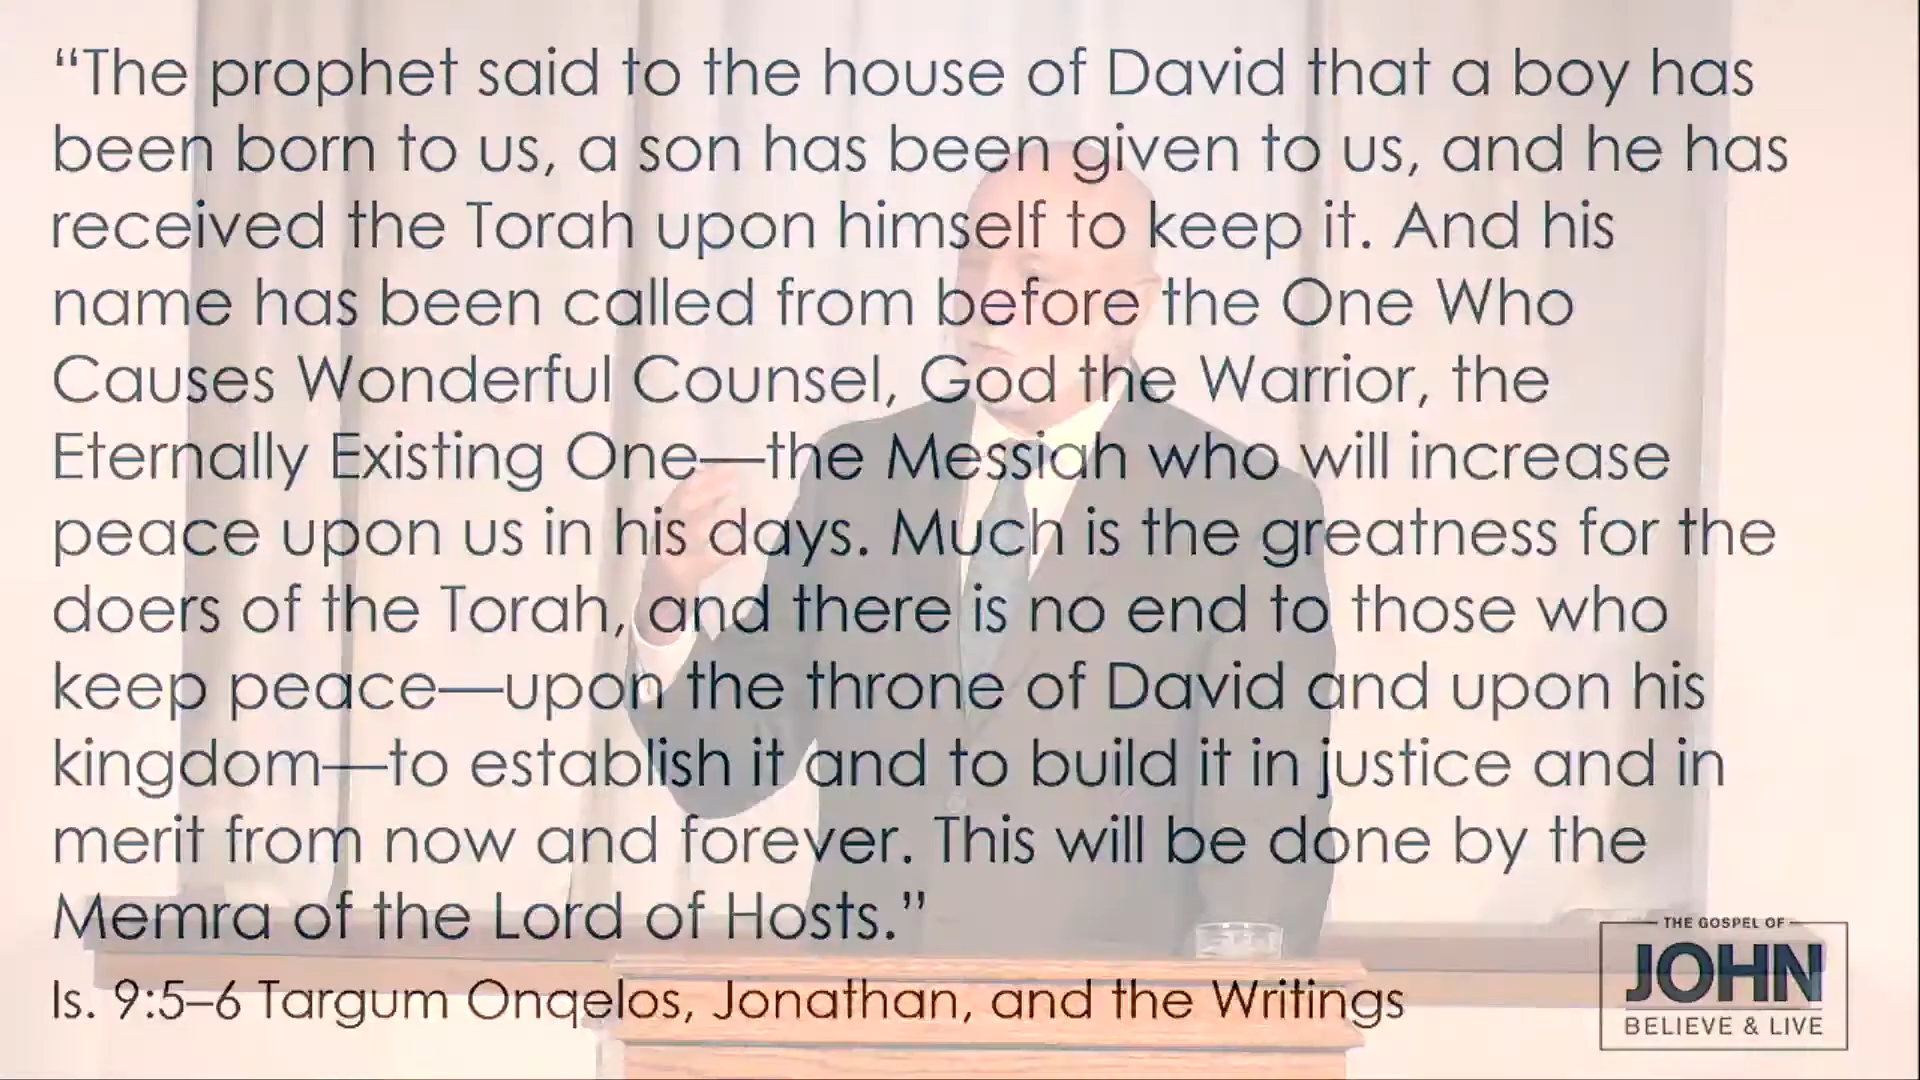 “The prophet said to the house of David that a boy has
been born to us, a son has been given to us, and he has
received the Torah upon himself to keep it. And his
name has been called from before the One Who
Causes Wonderful Counsel, God the Warrior, the
Eternally Existing One—the Messiah who will increase
peace upon us in his days. Much is the greatness for the
doers of the Torah, and there is no end to those who
keep peace—upon the throne of David and upon his
kingdom—to establish it and to build it in justice and in
merit from now and forever. This will be done by the
Memra of the Lord of Hosts.”
Is. 9:5–6 Targum Onqelos, Jonathan, and the Writings
THE GOSPEL OF
JOHN
BELIEVE & LIVE